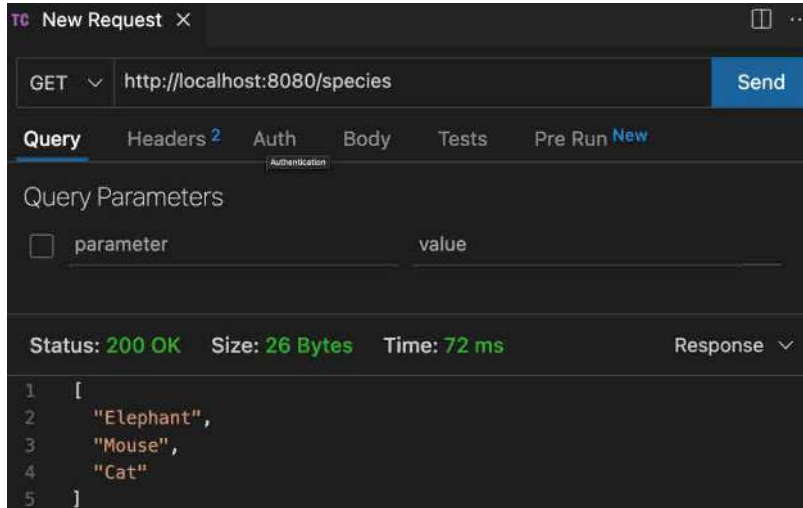 TC New Request ×
GET http://localhost:8080/species Send
Query Headers 2 Auth Body Tests Pre Run New
Authentication
Query Parameters
parameter value
Status: 200 OK Size: 26 Bytes Time: 72 ms Response
1 [
2 "Elephant",
3 "Mouse",
4 "Cat"
5 ]